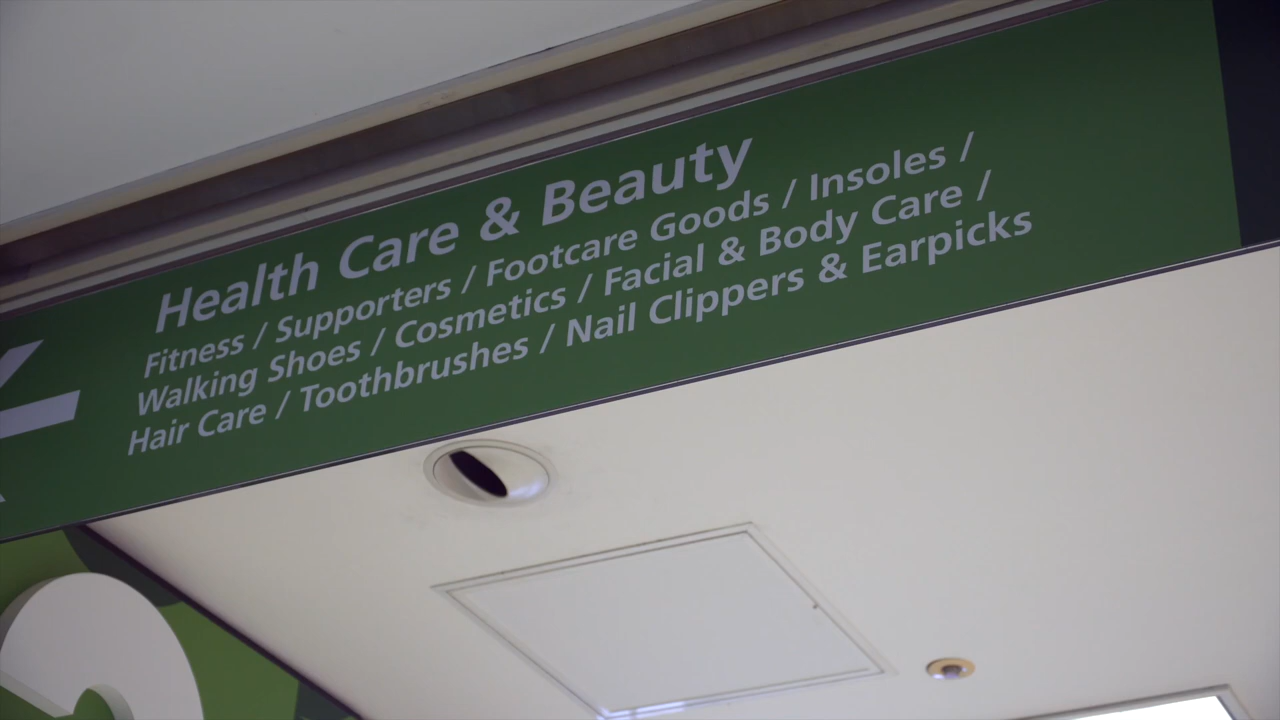 Health Care & Beauty
Fitness / Supporters / Footcare Goods / Insoles /
Walking Shoes / Cosmetics / Facial & Body Care /
Hair Care / Toothbrushes / Nail Clippers & Earpicks